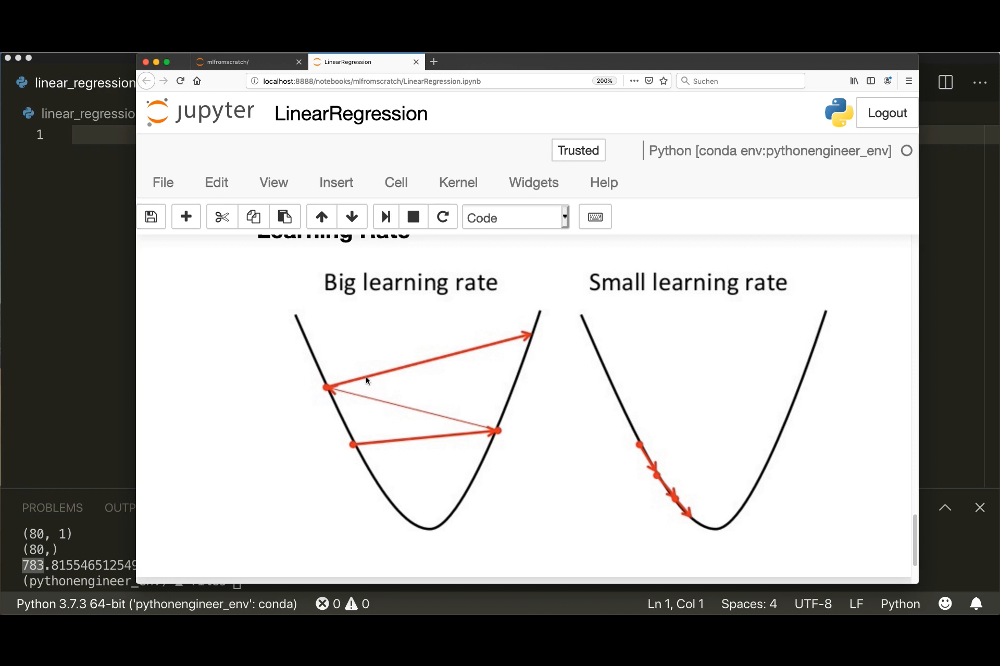 mlfromscratch/
LinearRegression
localhost:8888/notebooks/mlfromscratch/LinearRegression.ipynb
200%
Suchen
linear_regression
jupyter
LinearRegression
Logout
linear_regressio
1
Trusted
Python [conda env:pythonengineer_env]
File Edit View Insert Cell Kernel Widgets Help
Code
Learning Rate
Big learning rate
Small learning rate
PROBLEMS OUTP
(80, 1)
(80,)
783.815546512549
(pythonengineer_env)
Python 3.7.3 64-bit ('pythonengineer_env': conda) 0 0 Ln 1, Col 1 Spaces: 4 UTF-8 LF Python